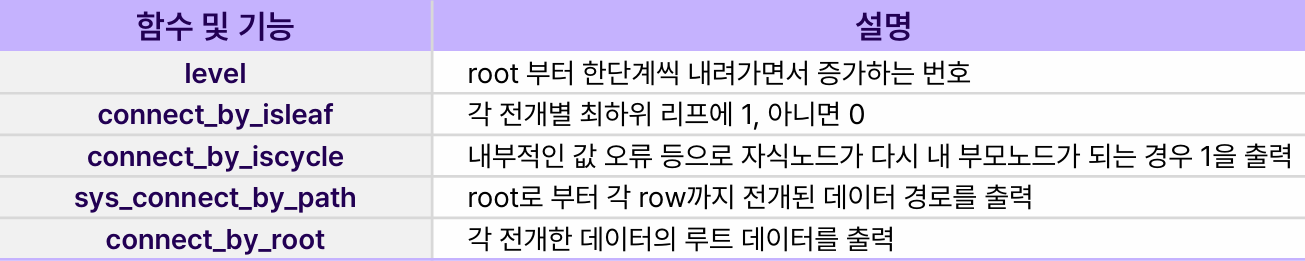 함수 및 기능 설명
level root 부터 한단계씩 내려가면서 증가하는 번호
connect_by_isleaf 각 전개별 최하위 리프에 1, 아니면 0
connect_by_iscycle 내부적인 값 오류 등으로 자식노드가 다시 내 부모노드가 되는 경우 1을 출력
sys_connect_by_path root로 부터 각 row까지 전개된 데이터 경로를 출력
connect_by_root 각 전개한 데이터의 루트 데이터를 출력